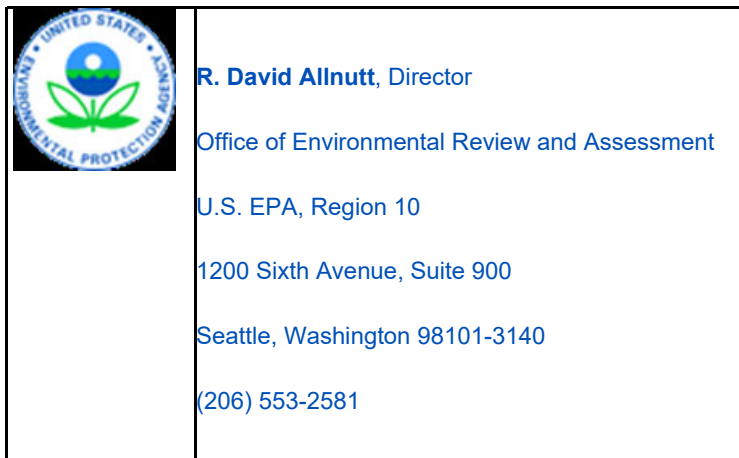 UNITED STATES
ENVIRONMENTAL PROTECTION AGENCY
R. David Allnutt, Director
Office of Environmental Review and Assessment
U.S. EPA, Region 10
1200 Sixth Avenue, Suite 900
Seattle, Washington 98101-3140
(206) 553-2581